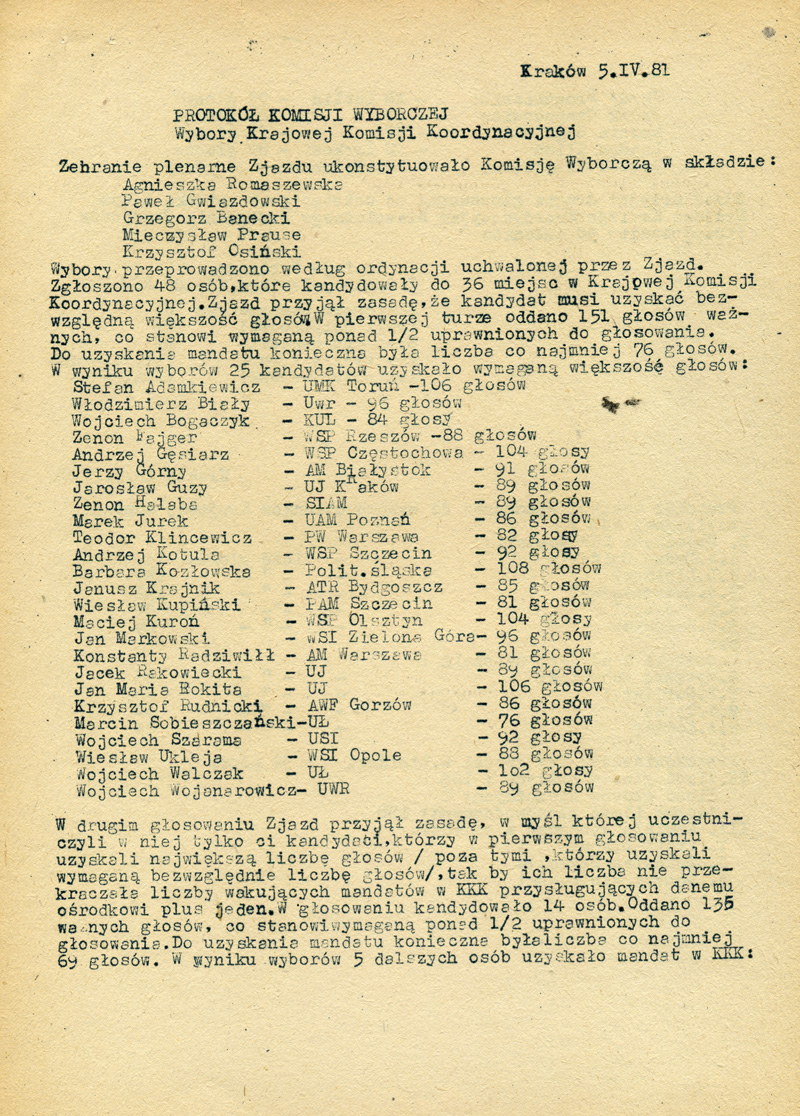 Kraków 5.IV.81
PROTOKÓŁ KOMISJI WYBORCZEJ
Wybory Krajowej Komisji Koordynacyjnej
Zebranie plenarne Zjazdu ukonstytuowało Komisję Wyborczą w składzie:
Agnieszka Romaszewska
Paweł Gwiazdowski
Grzegorz Banecki
Mieczysław Prause
Krzysztof Osiński
Wybory przeprowadzono według ordynacji uchwalonej przez Zjazd.
Zgłoszono 48 osób,które kandydowały do 36 miejsc w Krajowej Komisji
Koordynacyjnej.Zjazd przyjął zasadę,że kandydat musi uzyskać bez-
względną większość głosów.W pierwszej turze oddano 151 głosów waż-
nych, co stanowi wymaganą ponad 1/2 uprawnionych do głosowania.
Do uzyskania mandatu konieczna była liczba co najmniej 76 głosów.
W wyniku wyborów 25 kandydatów uzyskało wymaganą większość głosów:
Stefan Adamkiewicz - UMK Toruń -106 głosów
Włodzimierz Biały - Uwr - 96 głosów
Wojciech Bogaczyk - KUL - 84 głosy
Zenon Fajger - WSP Rzeszów -88 głosów
Andrzej Gęsiarz - WSP Częstochowa - 104 głosy
Jerzy Górny - AM Białystok - 91 głosów
Jarosław Guzy - UJ Kraków - 89 głosów
Zenon Hałaba - SIAM - 89 głosów
Marek Jurek - UAM Poznań - 86 głosów
Teodor Klincewicz - PW Warszawa - 82 głosy
Andrzej Kotula - WSP Szczecin - 92 głosy
Barbara Kozłowska - Polit.śląska - 108 głosów
Janusz Krajnik - ATR Bydgoszcz - 85 głosów
Wiesław Kupiński - PAM Szczecin - 81 głosów
Maciej Kuroń - WSP Olsztyn - 104 głosy
Jan Markowski - WSI Zielona Góra- 96 głosów
Konstanty Radziwiłł - AM Warszawa - 81 głosów
Jacek Rakowiecki - UJ - 89 głosów
Jan Maria Rokita - UJ - 106 głosów
Krzysztof Rudnicki - AWF Gorzów - 86 głosów
Marcin Sobieszczański-UŁ - 76 głosów
Wojciech Szarama - USI - 92 głosy
Wiesław Ukleja - WSI Opole - 88 głosów
Wojciech Walczak - UŁ - 1o2 głosy
Wojciech Wojanarowicz- UWR - 89 głosów
W drugim głosowaniu Zjazd przyjął zasadę, w myśl której uczestni-
czyli w niej tylko ci kandydaci,którzy w pierwszym głosowaniu
uzyskali największą liczbę głosów / poza tymi ,którzy uzyskali
wymaganą bezwzględnie liczbę głosów/,tak by ich liczba nie prze-
kraczała liczby wakujących mandatów w KKK przysługujących danemu
ośrodkowi plus jeden.W głosowaniu kandydowało 14 osób.Oddano 135
ważnych głosów, co stanowiwymaganą ponad 1/2 uprawnionych do
głosowania.Do uzyskania mandatu konieczna byłaliczba co najmniej
69 głosów. W wyniku wyborów 5 dalszych osób uzyskało mandat w KKK: